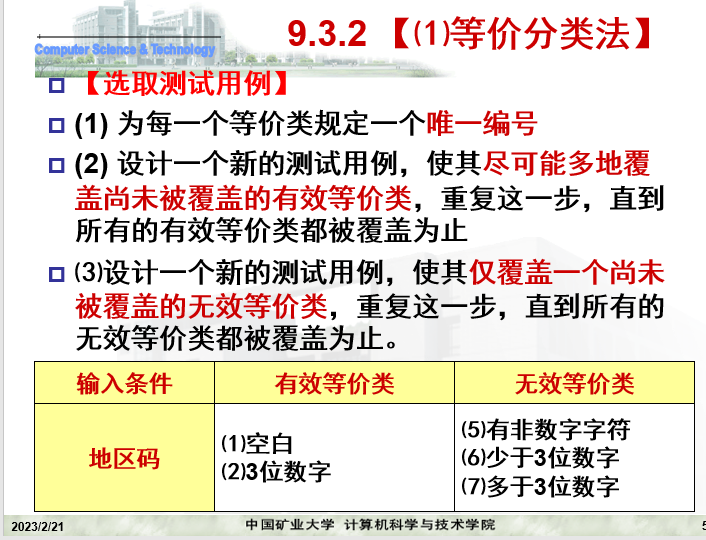 Computer Science & Technology
9.3.2 【⑴等价分类法】
【选取测试用例】
(1) 为每一个等价类规定一个唯一编号
(2) 设计一个新的测试用例，使其尽可能多地覆
盖尚未被覆盖的有效等价类，重复这一步，直到
所有的有效等价类都被覆盖为止
⑶设计一个新的测试用例，使其仅覆盖一个尚未
被覆盖的无效等价类，重复这一步，直到所有的
无效等价类都被覆盖为止。
输入条件 有效等价类 无效等价类
地区码
⑴空白
⑵3位数字
⑸有非数字字符
⑹少于3位数字
⑺多于3位数字
2023/2/21 中国矿业大学 计算机科学与技术学院 5